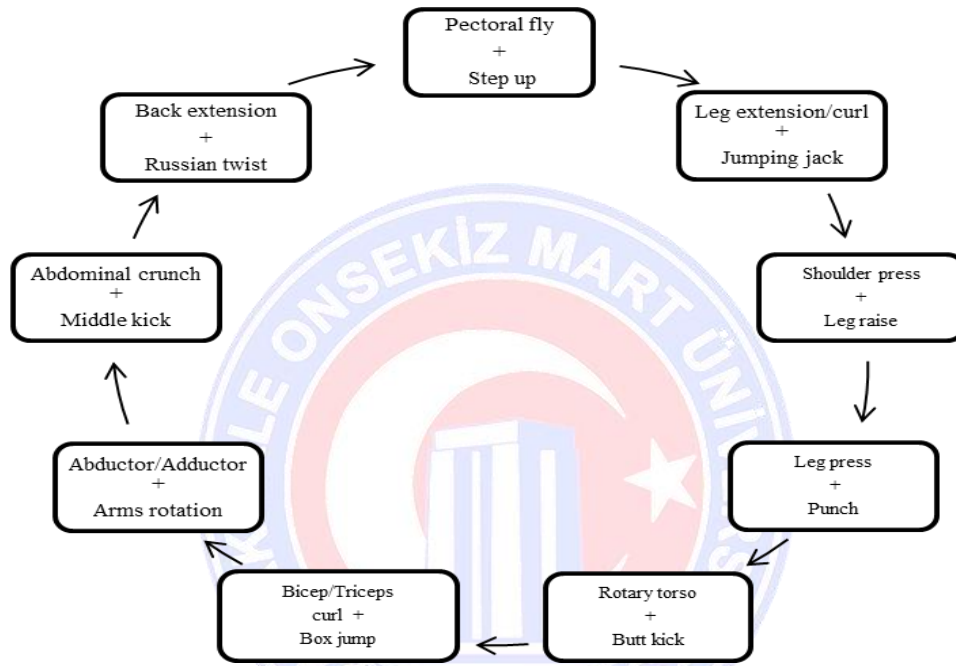 Pectoral fly
+
Step up
Leg extension/curl
+
Jumping jack
Shoulder press
+
Leg raise
Leg press
+
Punch
Rotary torso
+
Butt kick
Bicep/Triceps
curl +
Box jump
Abductor/Adductor
+
Arms rotation
Abdominal crunch
+
Middle kick
Back extension
+
Russian twist
ONSEKİZ MART